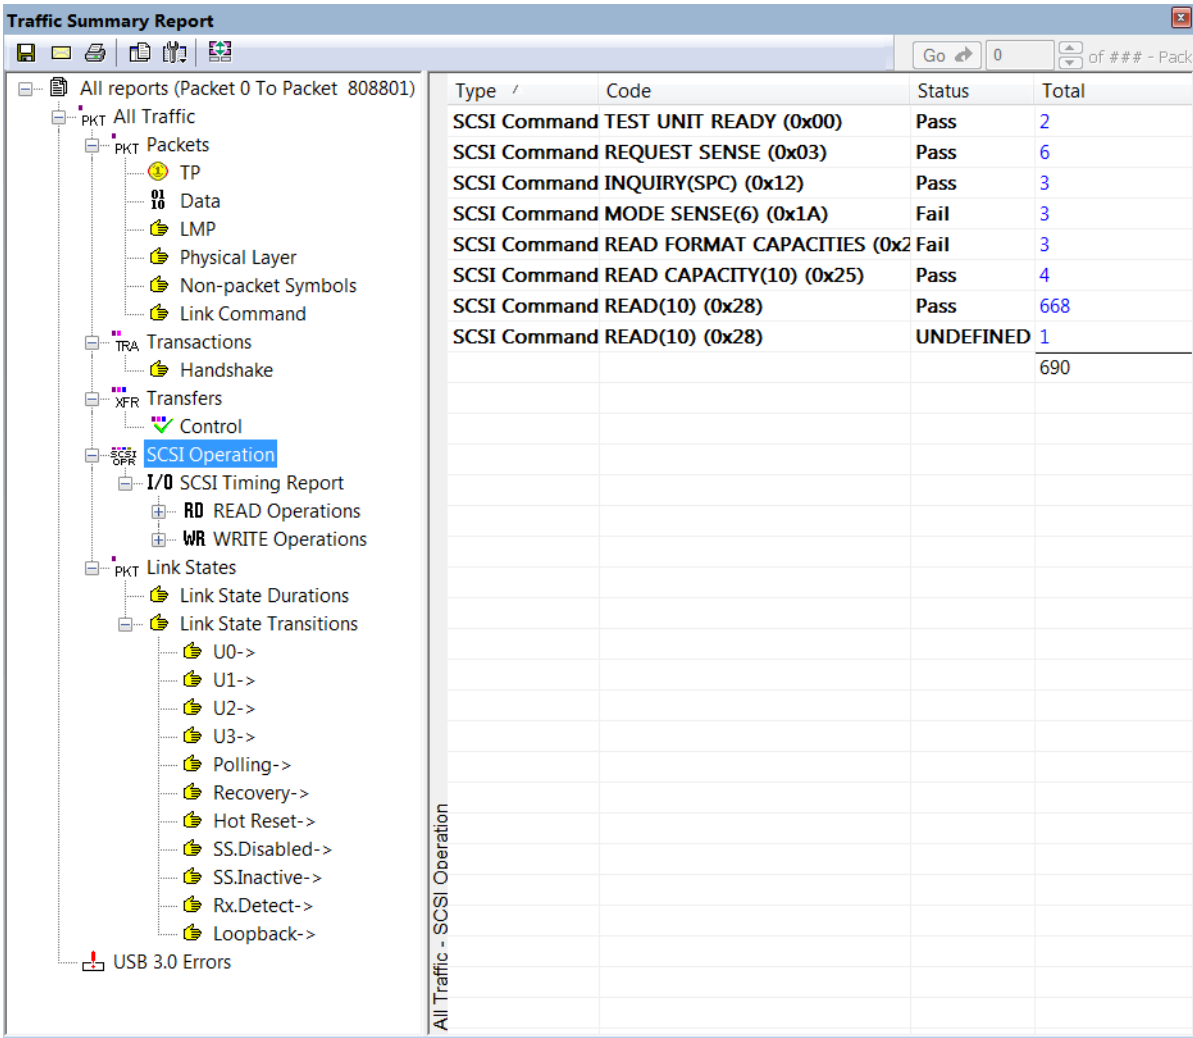 Traffic Summary Report
Go 0 of ### - Pack
All reports (Packet 0 To Packet 808801)
PKT All Traffic
PKT Packets
1 TP
01 10 Data
LMP
Physical Layer
Non-packet Symbols
Link Command
TRA Transactions
Handshake
XFR Transfers
Control
SCSI OPR SCSI Operation
I/O SCSI Timing Report
RD READ Operations
WR WRITE Operations
PKT Link States
Link State Durations
Link State Transitions
U0->
U1->
U2->
U3->
Polling->
Recovery->
Hot Reset->
SS.Disabled->
SS.Inactive->
Rx.Detect->
Loopback->
USB 3.0 Errors
All Traffic - SCSI Operation
Type / Code Status Total
SCSI Command TEST UNIT READY (0x00) Pass 2
SCSI Command REQUEST SENSE (0x03) Pass 6
SCSI Command INQUIRY(SPC) (0x12) Pass 3
SCSI Command MODE SENSE(6) (0x1A) Fail 3
SCSI Command READ FORMAT CAPACITIES (0x2 Fail 3
SCSI Command READ CAPACITY(10) (0x25) Pass 4
SCSI Command READ(10) (0x28) Pass 668
SCSI Command READ(10) (0x28) UNDEFINED 1
690